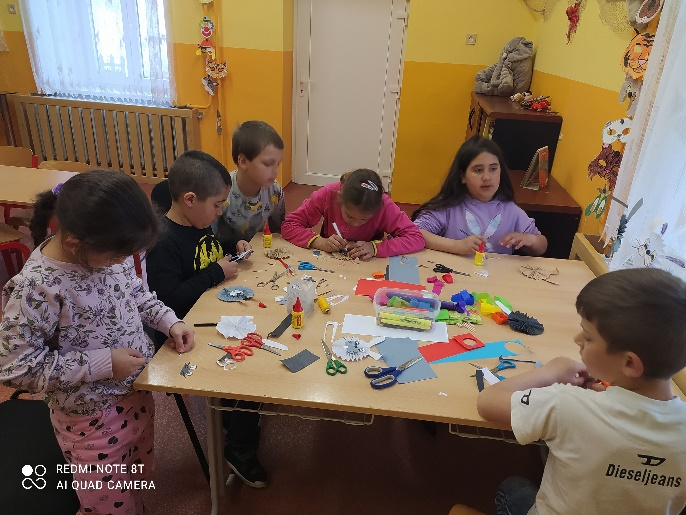 REDMI NOTE 8T
AI QUAD CAMERA
D
Dieseljeans